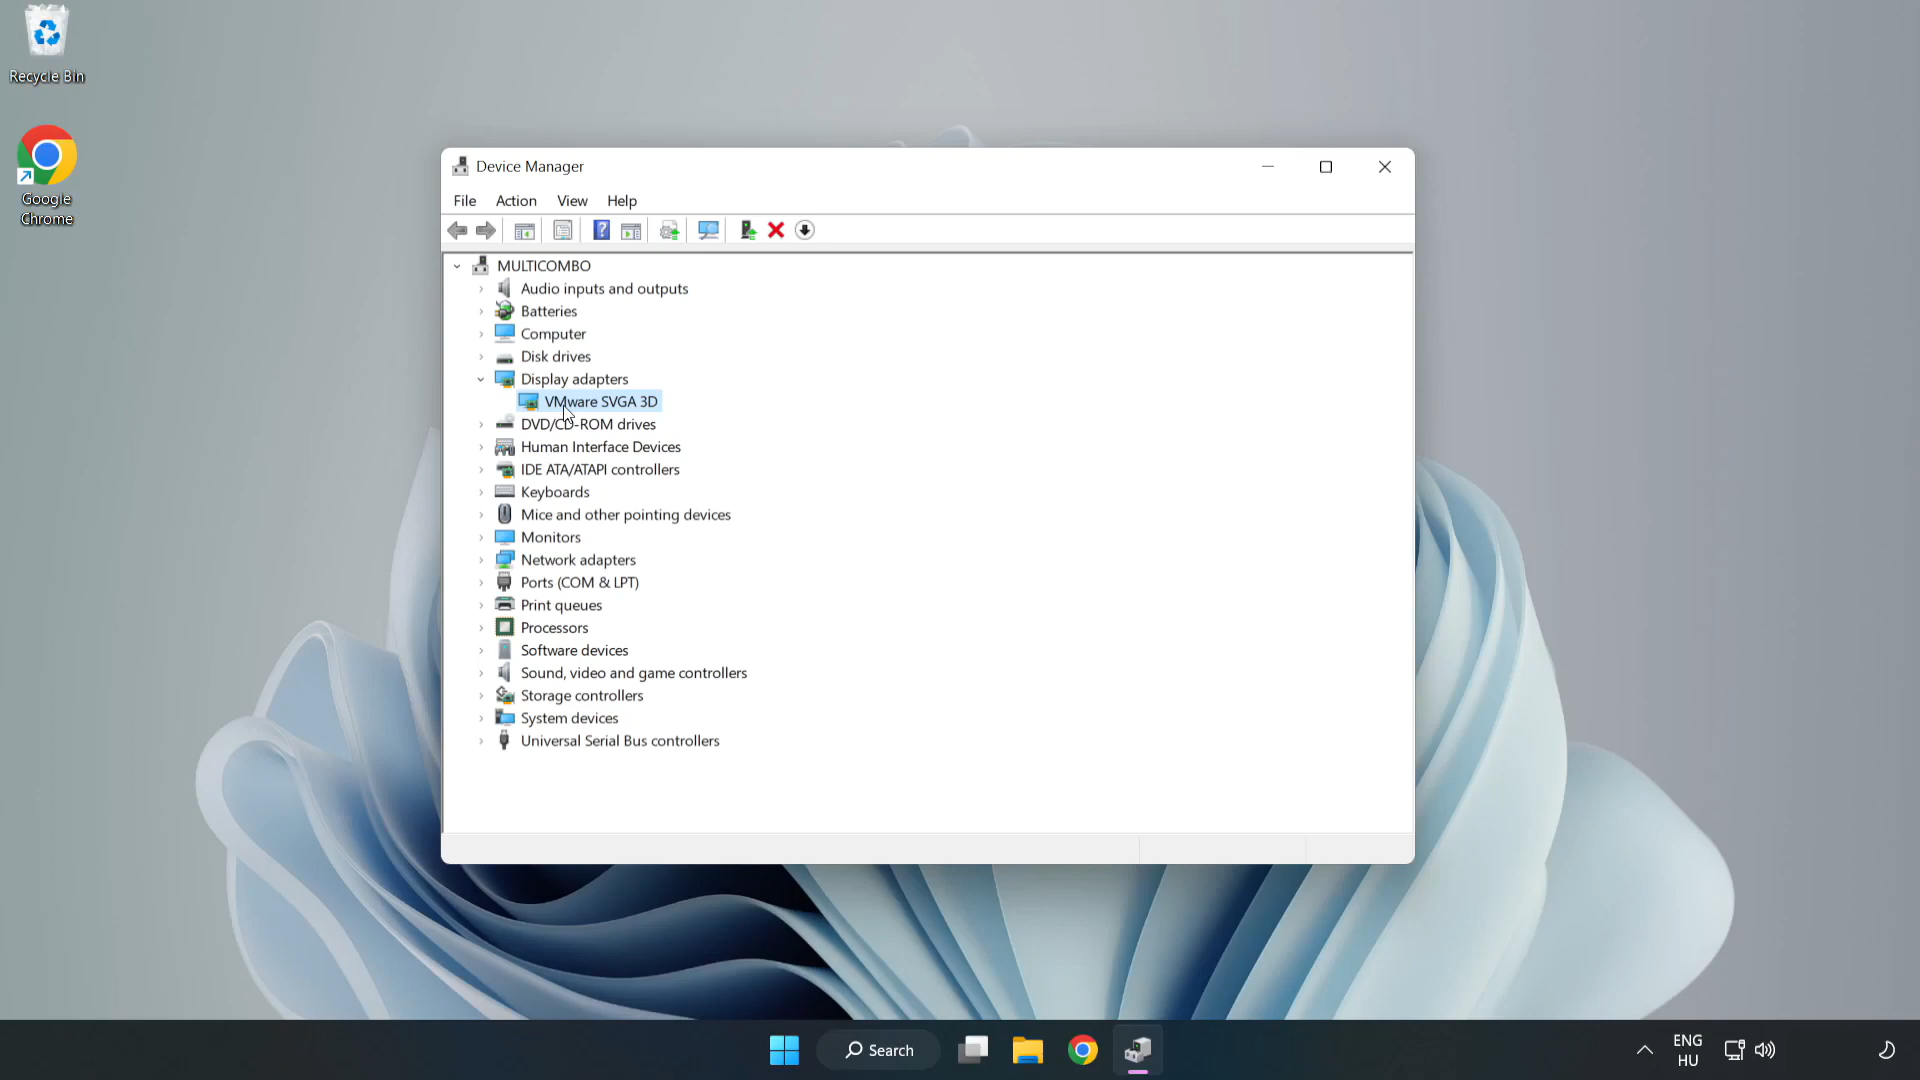 Recycle Bin
Google
Chrome
Device Manager
File Action View Help
MULTICOMBO
Audio inputs and outputs
Batteries
Computer
Disk drives
Display adapters
VMware SVGA 3D
DVD/CD-ROM drives
Human Interface Devices
IDE ATA/ATAPI controllers
Keyboards
Mice and other pointing devices
Monitors
Network adapters
Ports (COM & LPT)
Print queues
Processors
Software devices
Sound, video and game controllers
Storage controllers
System devices
Universal Serial Bus controllers
Search
ENG
HU